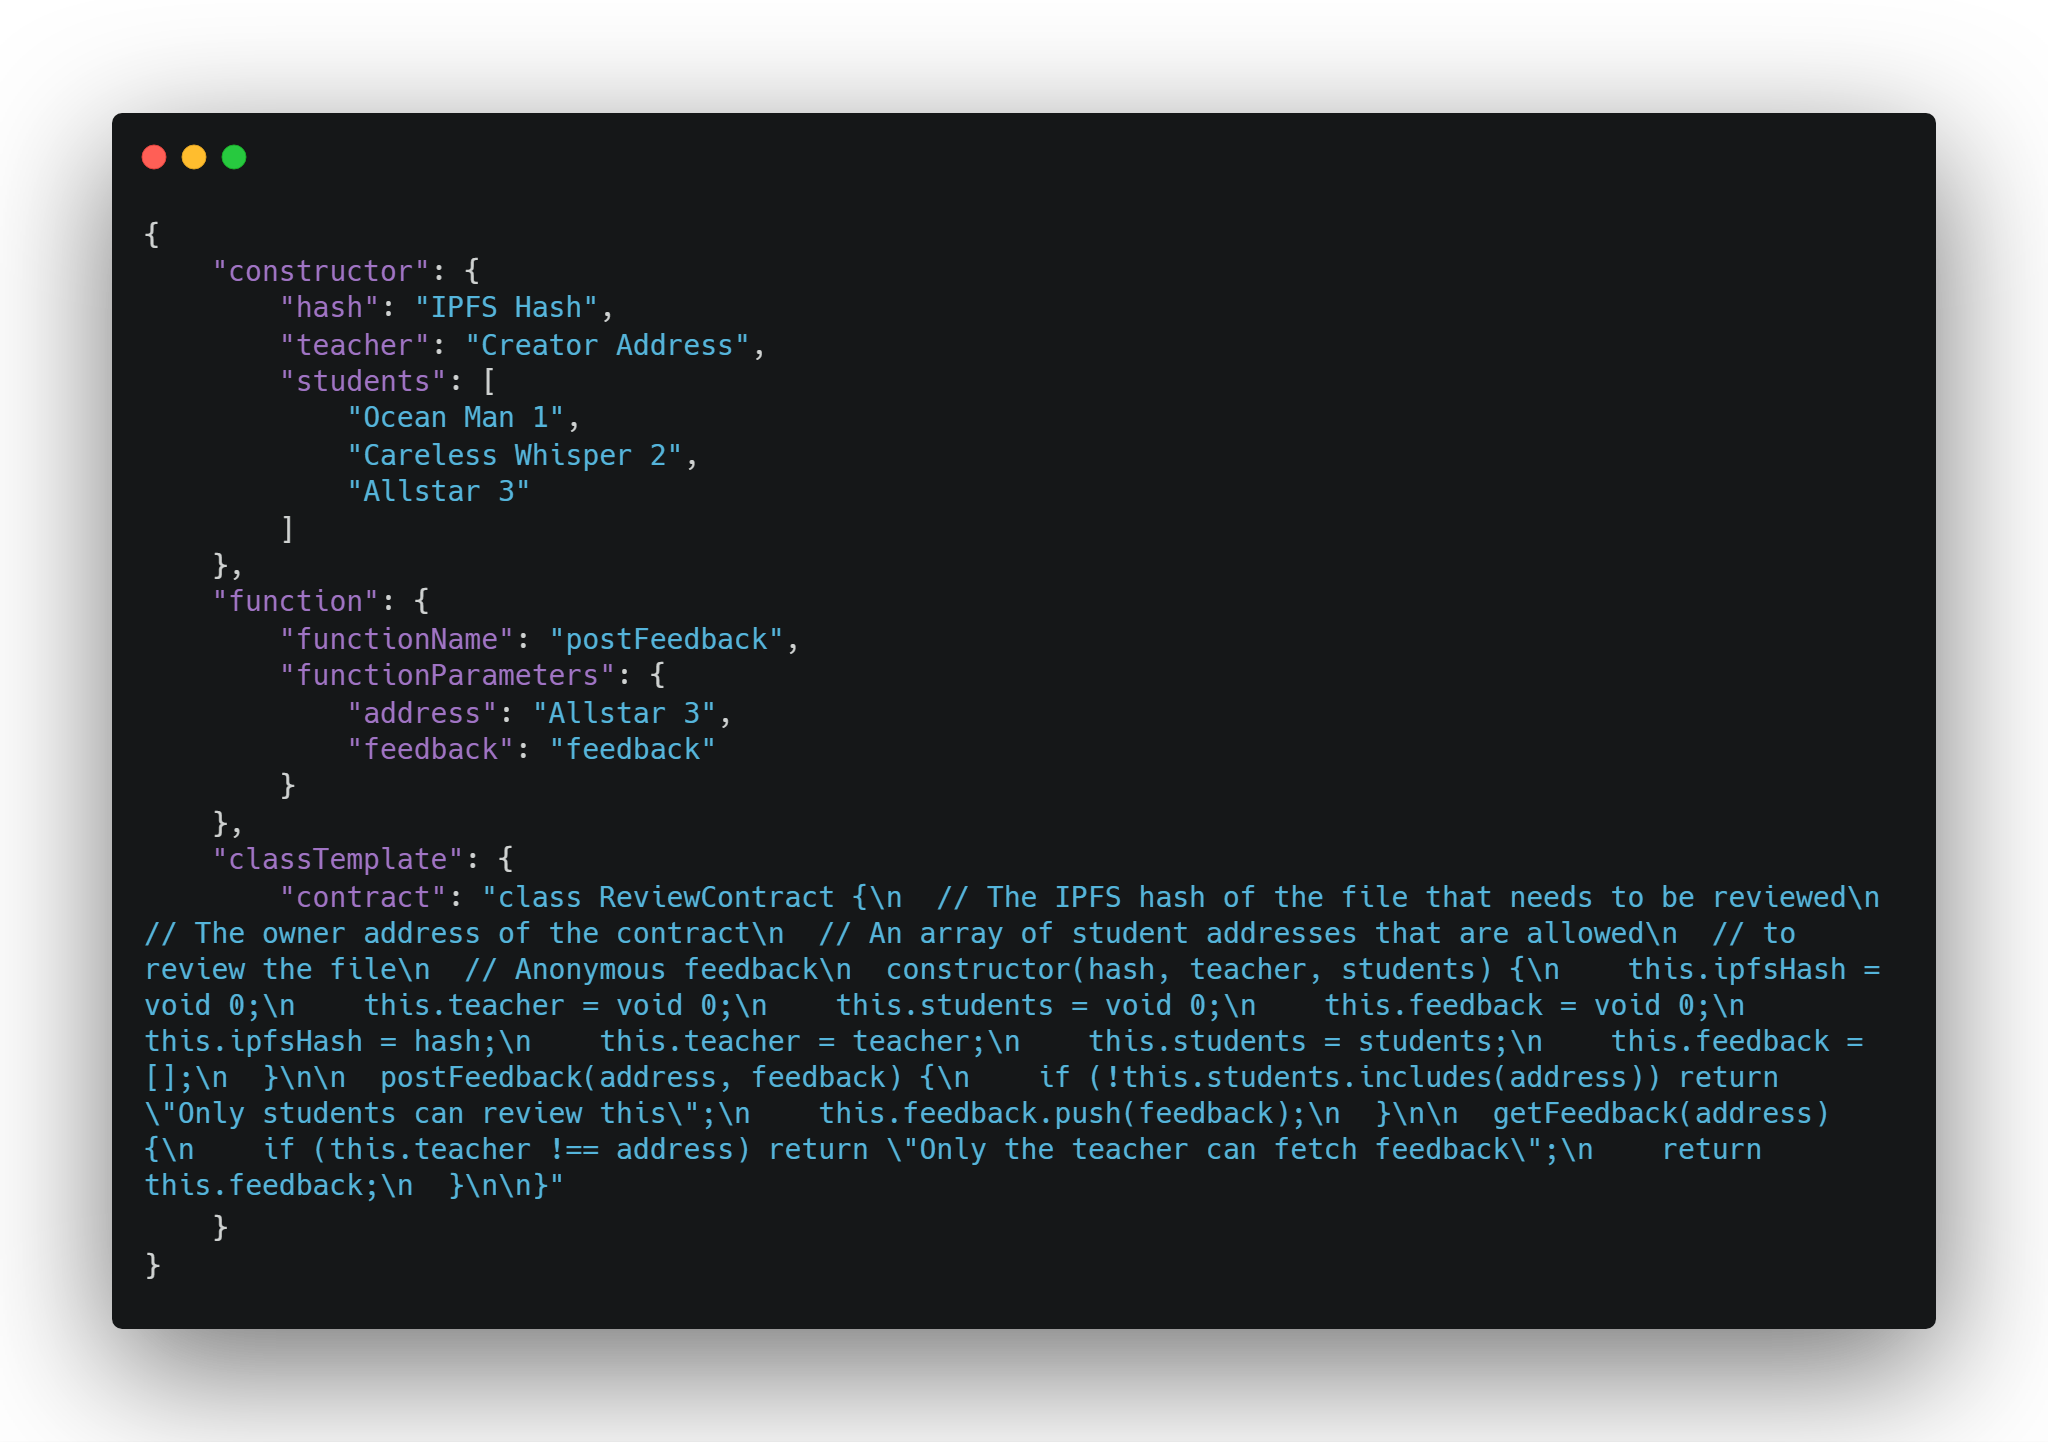 {
    "constructor": {
        "hash": "IPFS Hash",
        "teacher": "Creator Address",
        "students": [
            "Ocean Man 1",
            "Careless Whisper 2",
            "Allstar 3"
        ]
    },
    "function": {
        "functionName": "postFeedback",
        "functionParameters": {
            "address": "Allstar 3",
            "feedback": "feedback"
        }
    },
    "classTemplate": {
        "contract": "class ReviewContract {\n  // The IPFS hash of the file that needs to be reviewed\n
// The owner address of the contract\n  // An array of student addresses that are allowed\n  // to
review the file\n  // Anonymous feedback\n  constructor(hash, teacher, students) {\n    this.ipfsHash =
void 0;\n    this.teacher = void 0;\n    this.students = void 0;\n    this.feedback = void 0;\n
this.ipfsHash = hash;\n    this.teacher = teacher;\n    this.students = students;\n    this.feedback =
[];\n  }\n\n  postFeedback(address, feedback) {\n    if (!this.students.includes(address)) return
\"Only students can review this\";\n    this.feedback.push(feedback);\n  }\n\n  getFeedback(address)
{\n    if (this.teacher !== address) return \"Only the teacher can fetch feedback\";\n    return
this.feedback;\n  }\n\n}"
    }
}